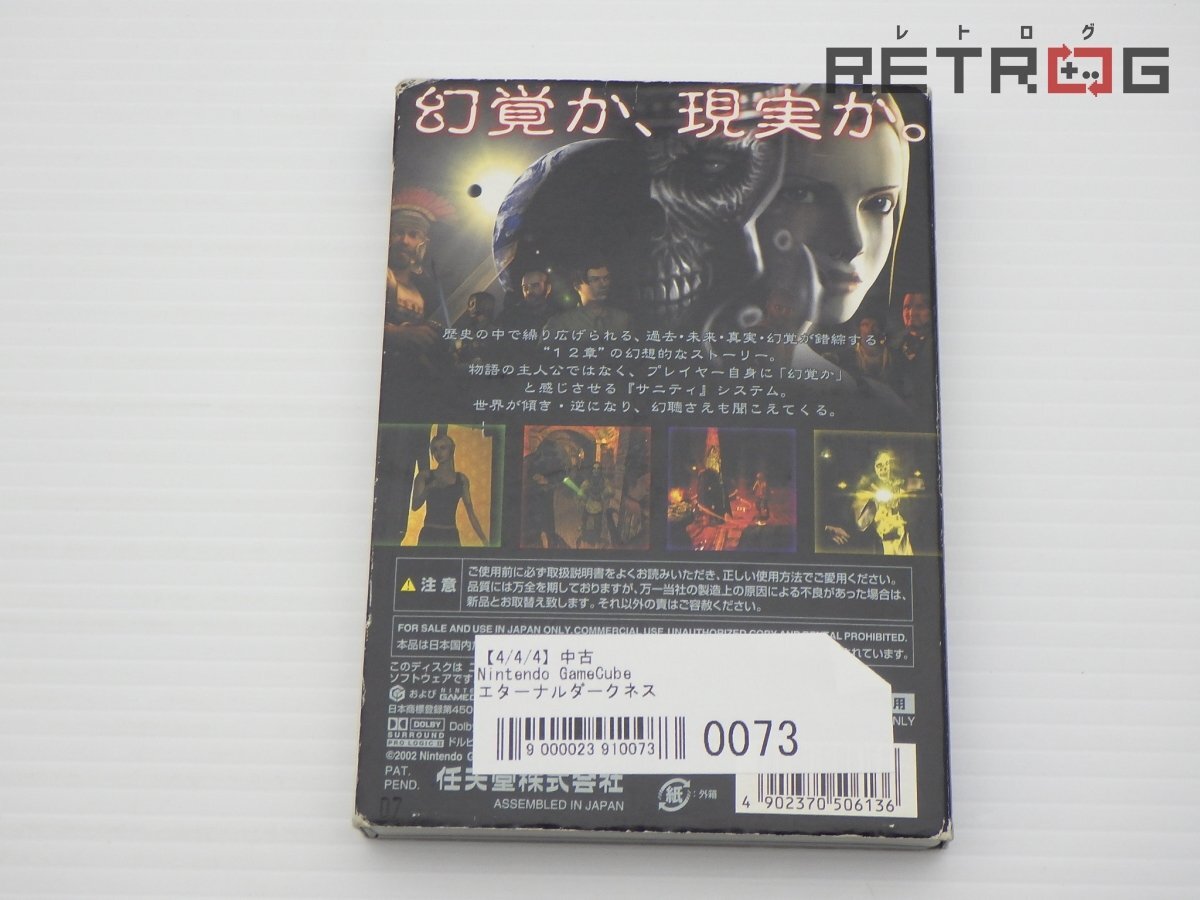 レトログ
RETROG
幻覚か、現実か。
歴史の中で繰り広げられる、過去・未来・真実・幻覚が錯綜する
“12章”の幻想的なストーリー。
物語の主人公ではなく、プレイヤー自身に「幻覚か」
と感じさせる『サニティ』システム。
世界が傾き・逆になり、幻聴さえも聞こえてくる。
注意
ご使用前に必ず取扱説明書をよくお読みいただき、正しい使用方法でご愛用ください。
品質には万全を期しておりますが、万一当社の製造上の原因による不良があった場合は、
新品とお取替え致します。それ以外の責はご容赦ください。
FOR SALE AND USE IN JAPAN ONLY. COMMERCIAL USE, UNAUTHORIZED COPY AND RENTAL PROHIBITED.
本品は日本国内
されています。
このディスクは
ソフトウェアです
および
日本商標登録第450
用
ONLY
DOLBY
SURROUND
PRO LOGIC II
ドルビ
©2002 Nintendo
PAT.
PEND.
任天堂株式会社
ASSEMBLED IN JAPAN
紙:外箱
4 902370 506136
【4/4/4】中古
Nintendo GameCube
エターナルダークネス
9 000023 910073
0073
07